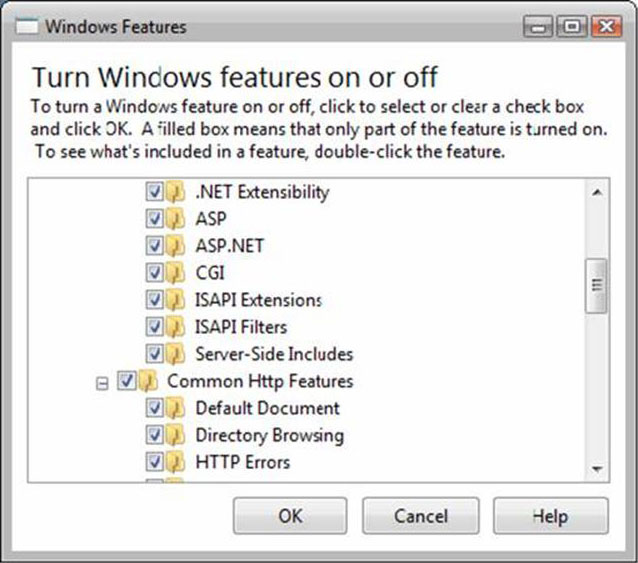 Windows Features
Turn Windows features on or off
To turn a Windows feature on or off, click to select or clear a check box
and click OK. A filled box means that only part of the feature is turned on.
To see what's included in a feature, double-click the feature.
.NET Extensibility
ASP
ASP.NET
CGI
ISAPI Extensions
ISAPI Filters
Server-Side Includes
Common Http Features
Default Document
Directory Browsing
HTTP Errors
OK Cancel Help